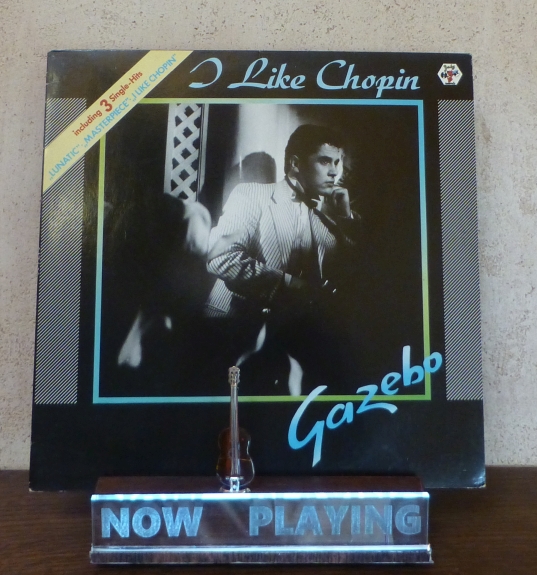 including 3 Single-Hits
„LUNATIC" „MASTERPIECE" „I LIKE CHOPIN"
I Like Chopin
Gazebo
NOW PLAYING